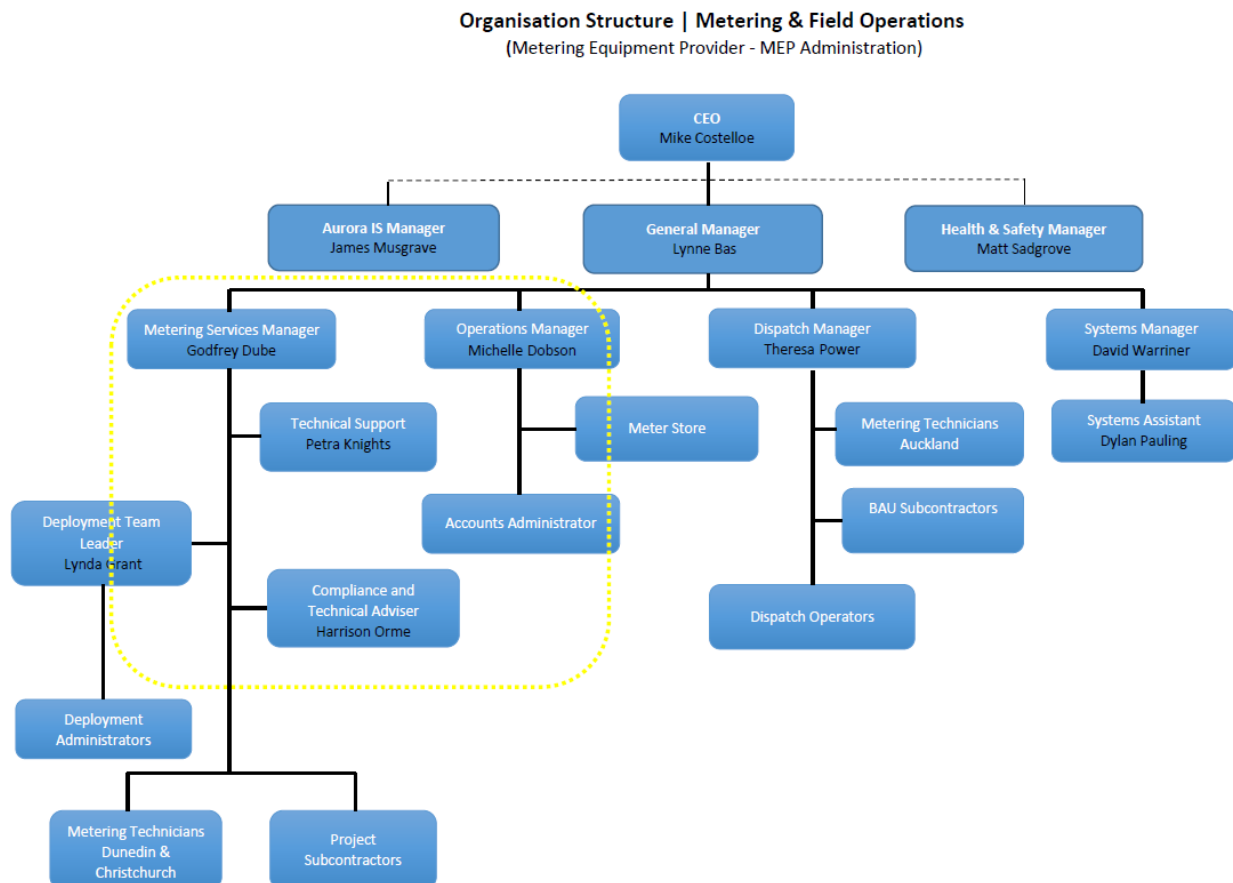 Organisation Structure | Metering & Field Operations
(Metering Equipment Provider - MEP Administration)
CEO
Mike Costelloe
Aurora IS Manager
James Musgrave
General Manager
Lynne Bas
Health & Safety Manager
Matt Sadgrove
Metering Services Manager
Godfrey Dube
Operations Manager
Michelle Dobson
Dispatch Manager
Theresa Power
Systems Manager
David Warriner
Technical Support
Petra Knights
Meter Store
Metering Technicians
Auckland
Systems Assistant
Dylan Pauling
Deployment Team
Leader
Lynda Grant
Accounts Administrator
BAU Subcontractors
Compliance and
Technical Adviser
Harrison Orme
Dispatch Operators
Deployment
Administrators
Metering Technicians
Dunedin &
Christchurch
Project
Subcontractors